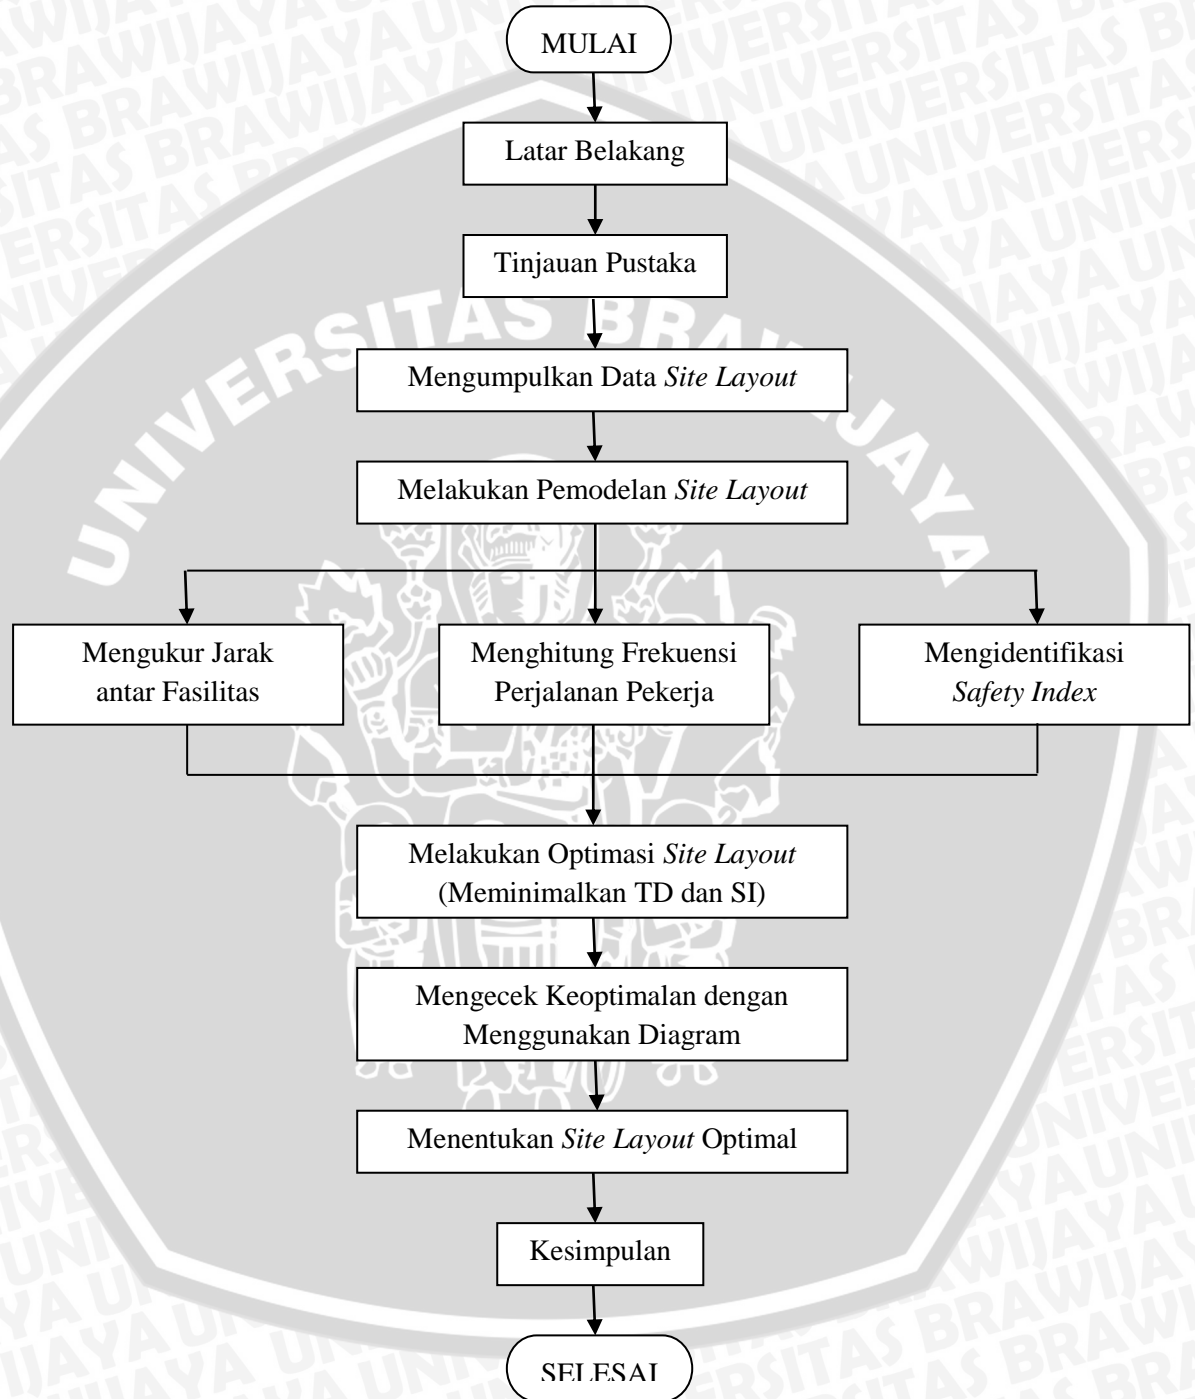 MULAI
Latar Belakang
Tinjauan Pustaka
UNIVERSITAS BRAWIJAYA
Mengumpulkan Data Site Layout
Melakukan Pemodelan Site Layout
Mengukur Jarak
antar Fasilitas
Menghitung Frekuensi
Perjalanan Pekerja
Mengidentifikasi
Safety Index
Melakukan Optimasi Site Layout
(Meminimalkan TD dan SI)
Mengecek Keoptimalan dengan
Menggunakan Diagram
Menentukan Site Layout Optimal
Kesimpulan
SELESAI